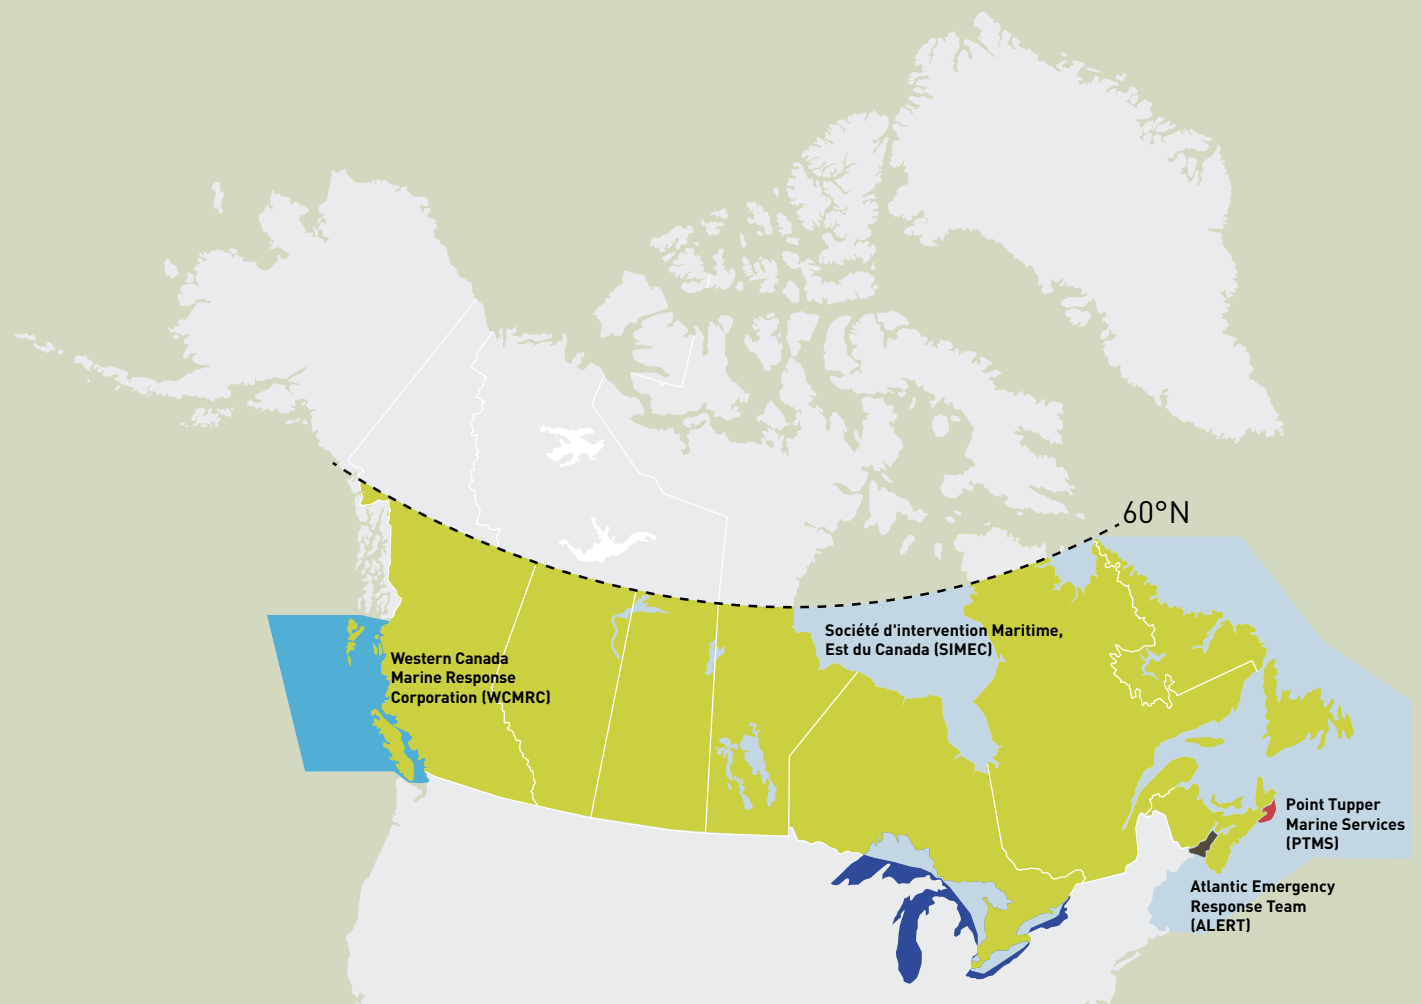 60°N
Société d'intervention Maritime,
Est du Canada (SIMEC)
Western Canada
Marine Response
Corporation (WCMRC)
Point Tupper
Marine Services
(PTMS)
Atlantic Emergency
Response Team
(ALERT)